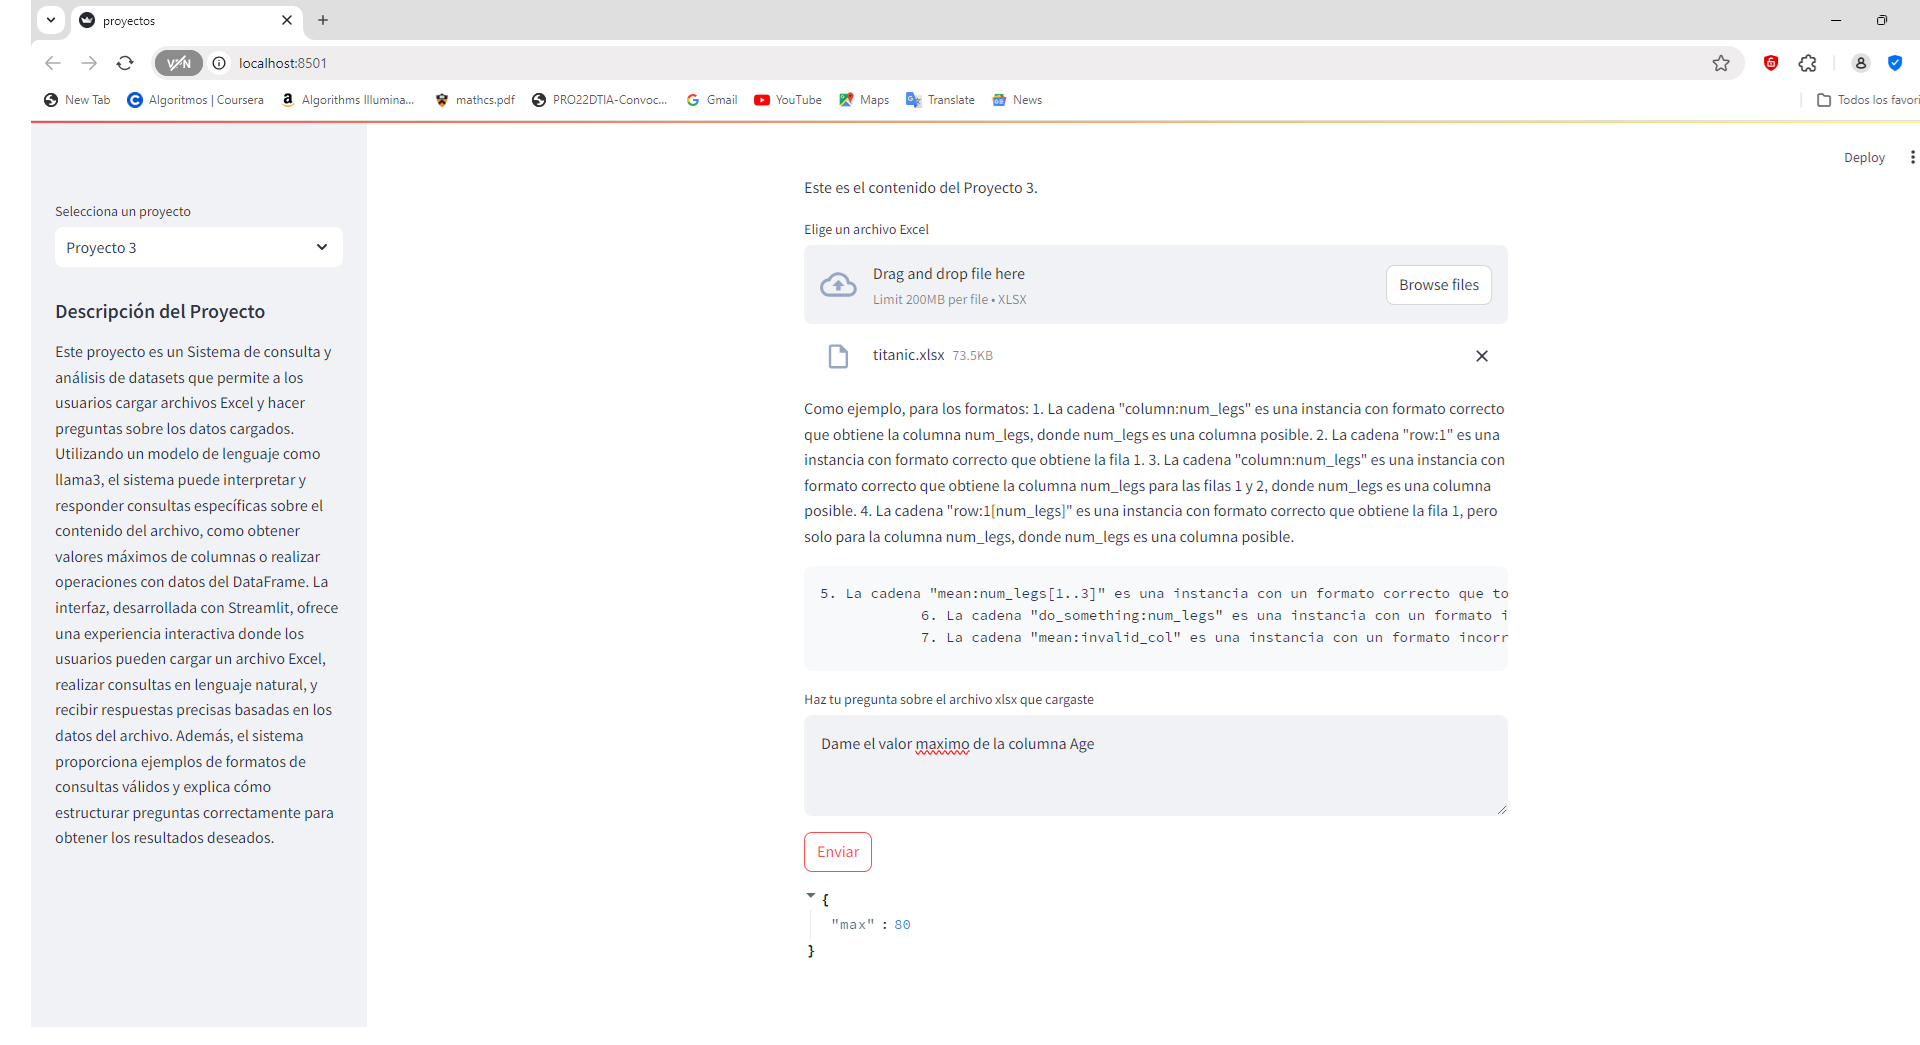 proyectos
VPN
localhost:8501
New Tab
Algoritmos | Coursera
Algorithms Illumina...
mathcs.pdf
PRO22DTIA-Convoc...
Gmail
YouTube
Maps
Translate
News
Todos los favori
Deploy
Selecciona un proyecto
Proyecto 3
Descripción del Proyecto
Este proyecto es un Sistema de consulta y
análisis de datasets que permite a los
usuarios cargar archivos Excel y hacer
preguntas sobre los datos cargados.
Utilizando un modelo de lenguaje como
llama3, el sistema puede interpretar y
responder consultas específicas sobre el
contenido del archivo, como obtener
valores máximos de columnas o realizar
operaciones con datos del DataFrame. La
interfaz, desarrollada con Streamlit, ofrece
una experiencia interactiva donde los
usuarios pueden cargar un archivo Excel,
realizar consultas en lenguaje natural, y
recibir respuestas precisas basadas en los
datos del archivo. Además, el sistema
proporciona ejemplos de formatos de
consultas válidos y explica cómo
estructurar preguntas correctamente para
obtener los resultados deseados.
Este es el contenido del Proyecto 3.
Elige un archivo Excel
Drag and drop file here
Limit 200MB per file • XLSX
Browse files
titanic.xlsx 73.5KB
Como ejemplo, para los formatos: 1. La cadena "column:num_legs" es una instancia con formato correcto
que obtiene la columna num_legs, donde num_legs es una columna posible. 2. La cadena "row:1" es una
instancia con formato correcto que obtiene la fila 1. 3. La cadena "column:num_legs" es una instancia con
formato correcto que obtiene la columna num_legs para las filas 1 y 2, donde num_legs es una columna
posible. 4. La cadena "row:1[num_legs]" es una instancia con formato correcto que obtiene la fila 1, pero
solo para la columna num_legs, donde num_legs es una columna posible.
5. La cadena "mean:num_legs[1..3]" es una instancia con un formato correcto que to
6. La cadena "do_something:num_legs" es una instancia con un formato i
7. La cadena "mean:invalid_col" es una instancia con un formato incorr
Haz tu pregunta sobre el archivo xlsx que cargaste
Dame el valor maximo de la columna Age
Enviar
{
"max" : 80
}